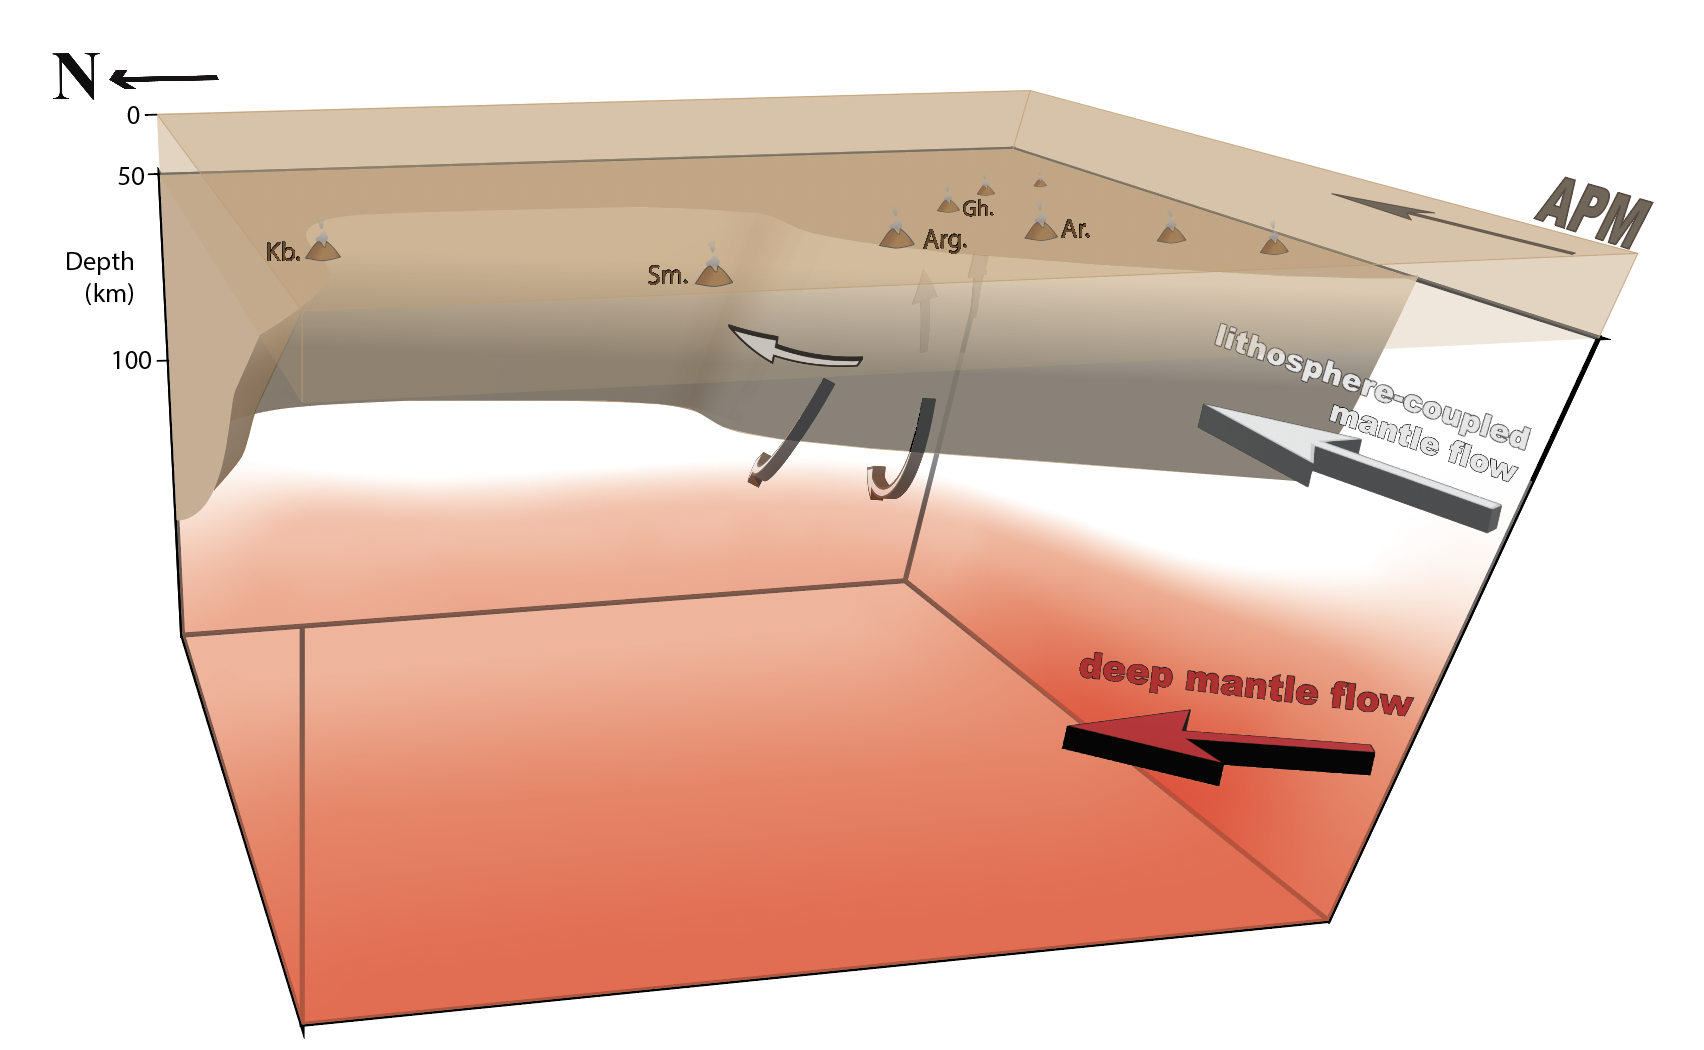 N
0
50
Depth
(km)
100
APM
Gh.
Ar.
Arg.
Kb.
Sm.
lithosphere-coupled
mantle flow
deep mantle flow